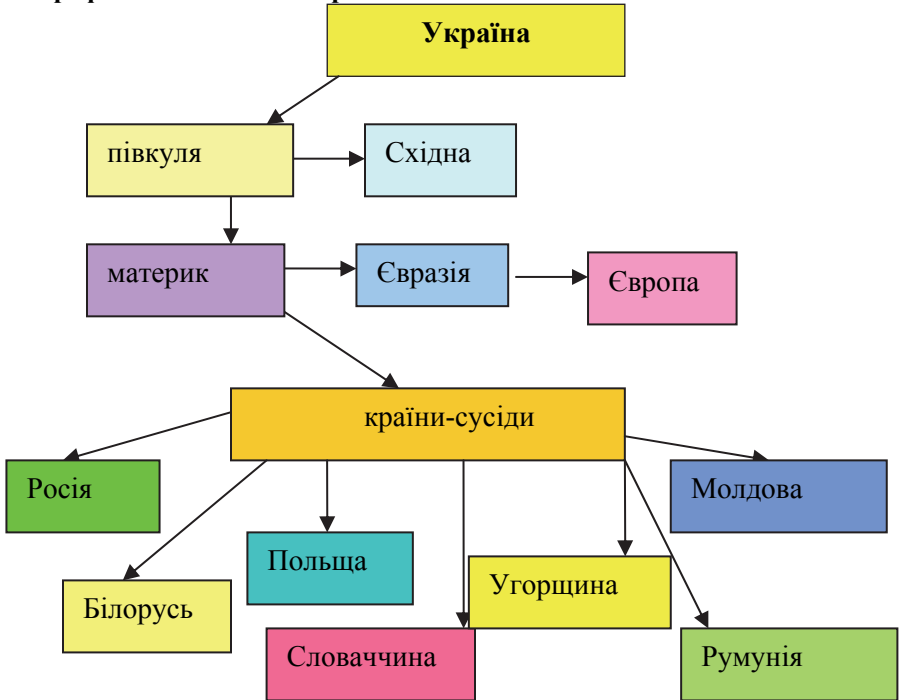 Україна
півкуля
Східна
материк
Євразія
Європа
країни-сусіди
Росія
Молдова
Польща
Угорщина
Білорусь
Словаччина
Румунія